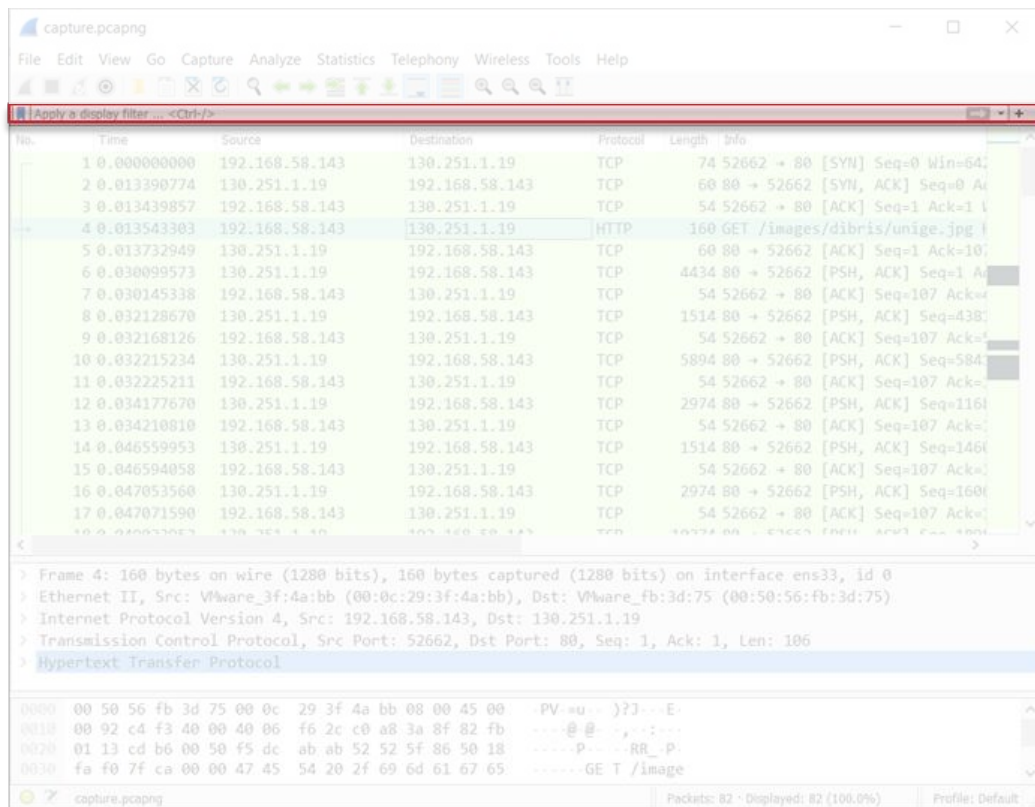 capture.pcapng
File Edit View Go Capture Analyze Statistics Telephony Wireless Tools Help
Apply a display filter ... <Ctrl-/>
No. Time Source Destination Protocol Length Info
1 0.000000000 192.168.58.143 130.251.1.19 TCP 74 52662 → 80 [SYN] Seq=0 Win=642
2 0.013390774 130.251.1.19 192.168.58.143 TCP 60 80 → 52662 [SYN, ACK] Seq=0 A
3 0.013439857 192.168.58.143 130.251.1.19 TCP 54 52662 → 80 [ACK] Seq=1 Ack=1 W
4 0.013543303 192.168.58.143 130.251.1.19 HTTP 160 GET /images/dibris/unige.jpg H
5 0.013732949 130.251.1.19 192.168.58.143 TCP 60 80 → 52662 [ACK] Seq=1 Ack=107
6 0.030099573 130.251.1.19 192.168.58.143 TCP 4434 80 → 52662 [PSH, ACK] Seq=1 A
7 0.030145338 192.168.58.143 130.251.1.19 TCP 54 52662 → 80 [ACK] Seq=107 Ack=4
8 0.032128670 130.251.1.19 192.168.58.143 TCP 1514 80 → 52662 [PSH, ACK] Seq=438
9 0.032168126 192.168.58.143 130.251.1.19 TCP 54 52662 → 80 [ACK] Seq=107 Ack=5
10 0.032215234 130.251.1.19 192.168.58.143 TCP 5894 80 → 52662 [PSH, ACK] Seq=584
11 0.032225211 192.168.58.143 130.251.1.19 TCP 54 52662 → 80 [ACK] Seq=107 Ack=
12 0.034177670 130.251.1.19 192.168.58.143 TCP 2974 80 → 52662 [PSH, ACK] Seq=116
13 0.034210810 192.168.58.143 130.251.1.19 TCP 54 52662 → 80 [ACK] Seq=107 Ack=
14 0.046559953 130.251.1.19 192.168.58.143 TCP 1514 80 → 52662 [PSH, ACK] Seq=146
15 0.046594058 192.168.58.143 130.251.1.19 TCP 54 52662 → 80 [ACK] Seq=107 Ack=
16 0.047053560 130.251.1.19 192.168.58.143 TCP 2974 80 → 52662 [PSH, ACK] Seq=160
17 0.047071590 192.168.58.143 130.251.1.19 TCP 54 52662 → 80 [ACK] Seq=107 Ack=
Frame 4: 160 bytes on wire (1280 bits), 160 bytes captured (1280 bits) on interface ens33, id 0
Ethernet II, Src: VMware_3f:4a:bb (00:0c:29:3f:4a:bb), Dst: VMware_fb:3d:75 (00:50:56:fb:3d:75)
Internet Protocol Version 4, Src: 192.168.58.143, Dst: 130.251.1.19
Transmission Control Protocol, Src Port: 52662, Dst Port: 80, Seq: 1, Ack: 1, Len: 106
Hypertext Transfer Protocol
0000 00 50 56 fb 3d 75 00 0c 29 3f 4a bb 08 00 45 00 ·PV·=u·· )?J···E·
0010 00 92 c4 f3 40 00 40 06 f6 2c c0 a8 3a 8f 82 fb ····@·@· ·,··:···
0020 01 13 cd b6 00 50 f5 dc ab ab 52 52 5f 86 50 18 ·····P·· ··RR_·P·
0030 fa f0 7f ca 00 00 47 45 54 20 2f 69 6d 61 67 65 ······GE T /image
capture.pcapng Packets: 82 · Displayed: 82 (100.0%) Profile: Default